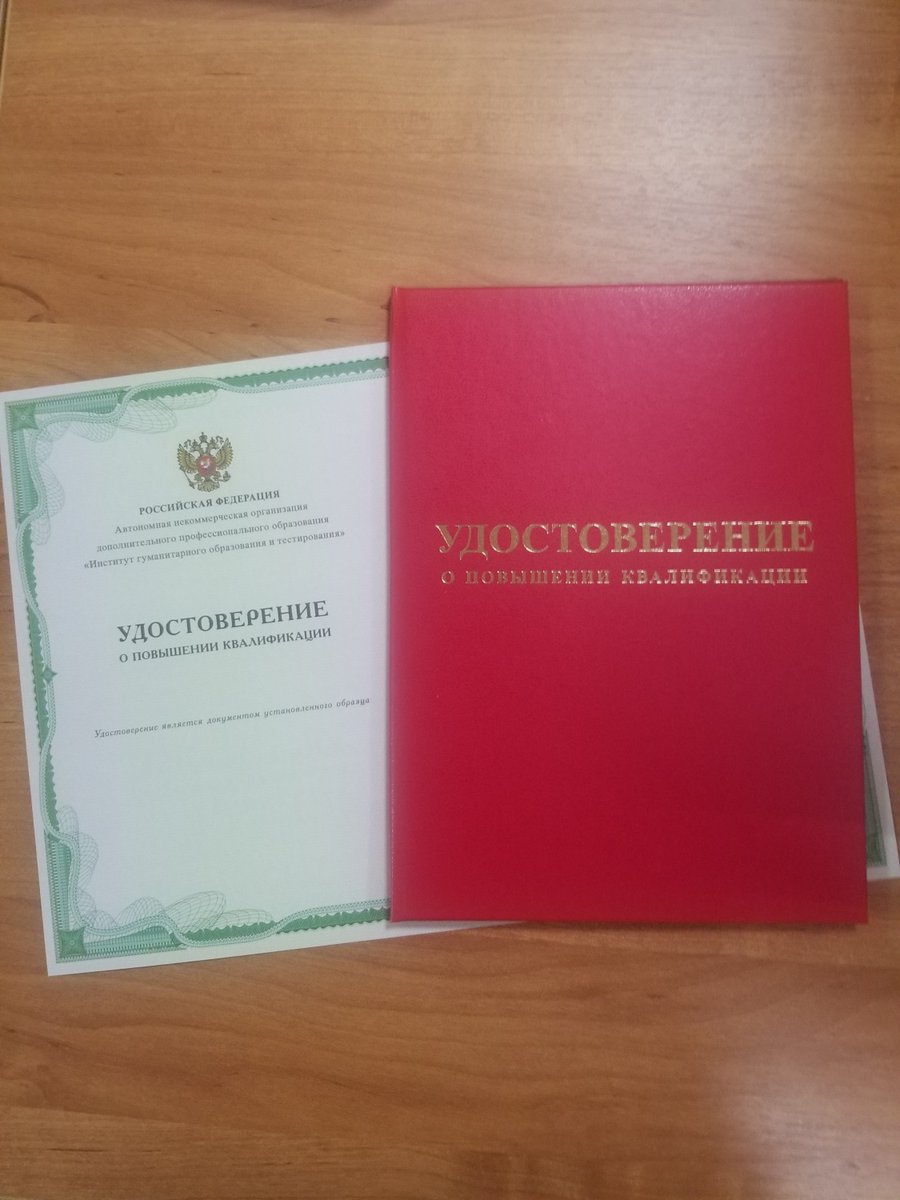 РОССИЙСКАЯ ФЕДЕРАЦИЯ
Автономная некоммерческая организация
дополнительного профессионального образования
«Институт гуманитарного образования и тестирования»
УДОСТОВЕРЕНИЕ
О ПОВЫШЕНИИ КВАЛИФИКАЦИИ
Удостоверение является документом установленного образца
УДОСТОВЕРЕНИЕ
О ПОВЫШЕНИИ КВАЛИФИКАЦИИ